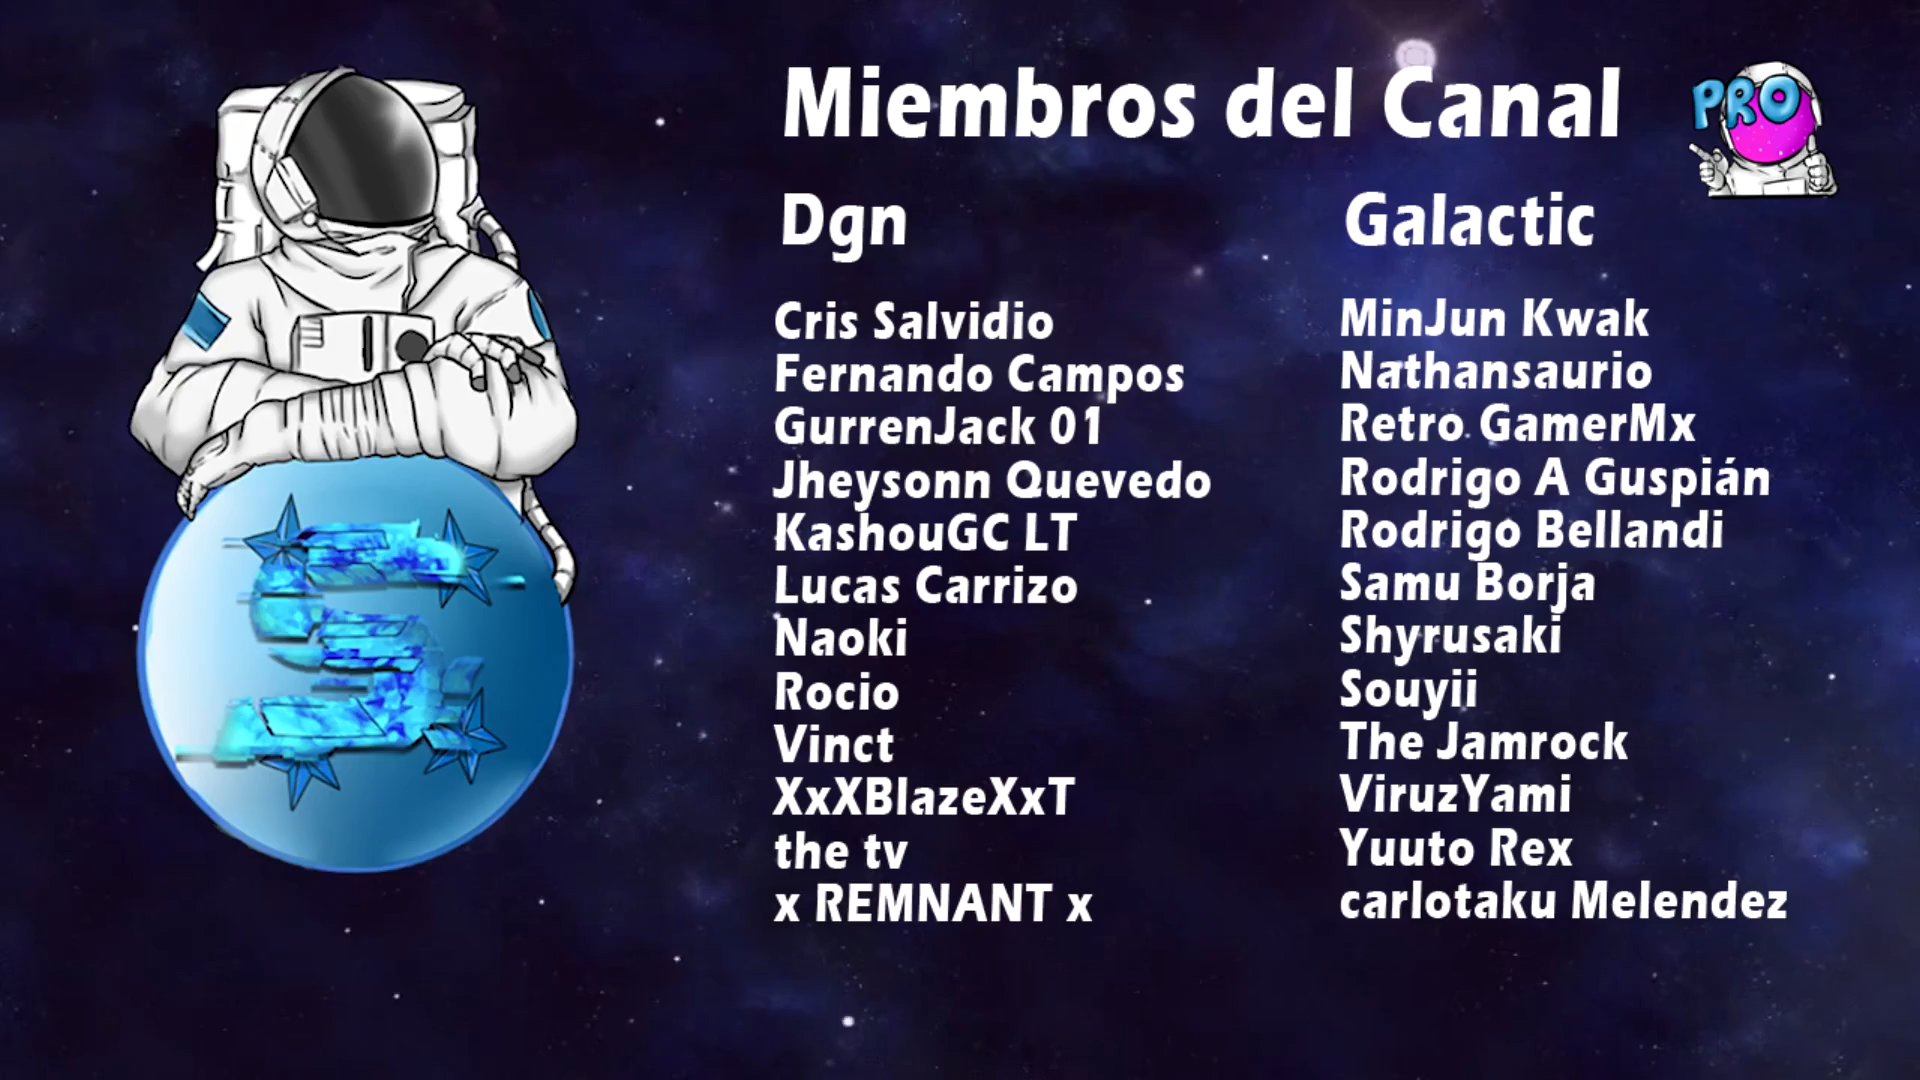 Miembros del Canal
PRO
Dgn
Cris Salvidio
Fernando Campos
GurrenJack 01
Jheysonn Quevedo
KashouGC LT
Lucas Carrizo
Naoki
Rocio
Vinct
XxXBlazeXxT
the tv
x REMNANT x
Galactic
MinJun Kwak
Nathansaurio
Retro GamerMx
Rodrigo A Guspián
Rodrigo Bellandi
Samu Borja
Shyrusaki
Souyii
The Jamrock
ViruzYami
Yuuto Rex
carlotaku Melendez
S